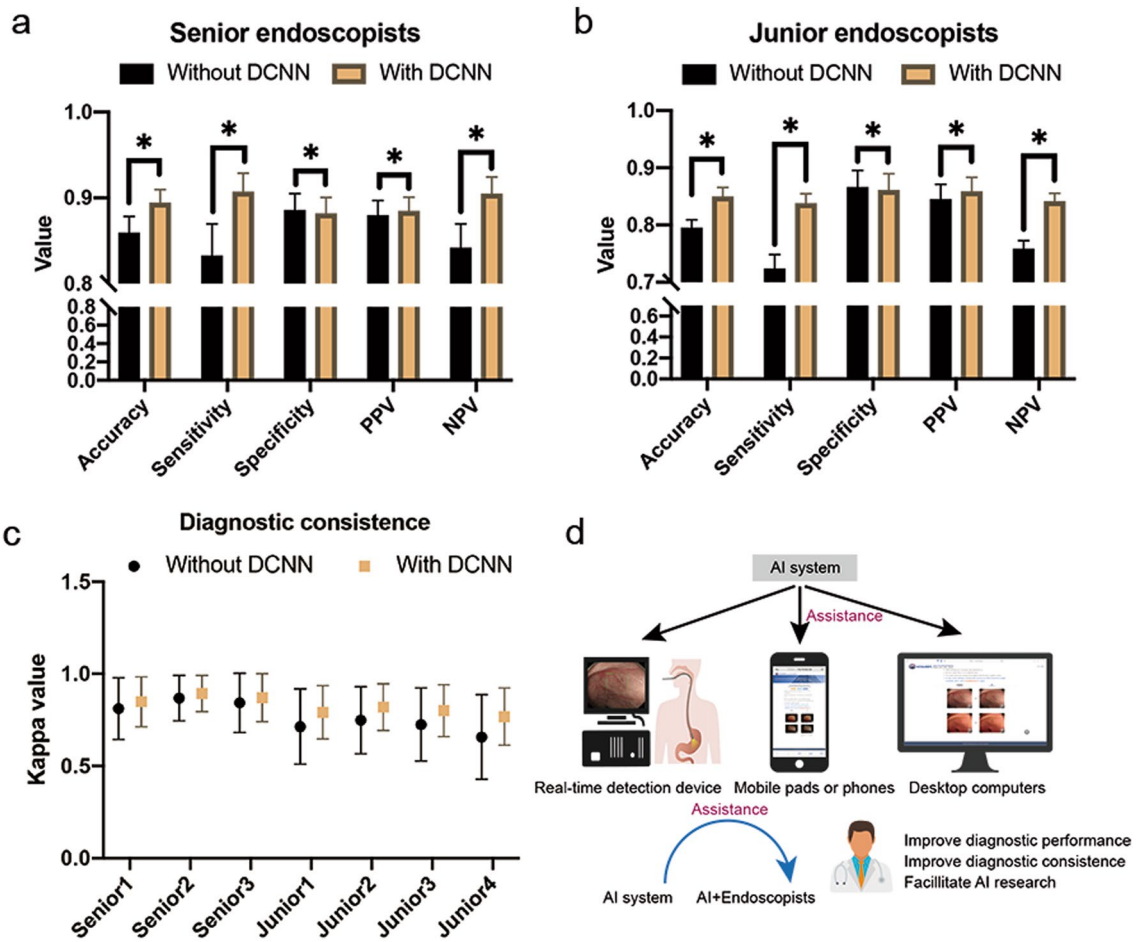 a
Senior endoscopists
Without DCNN
With DCNN
Value
1.0
0.9
0.8
0.8
0.6
0.4
0.2
0.0
*
*
*
*
*
Accuracy
Sensitivity
Specificity
PPV
NPV
b
Junior endoscopists
Without DCNN
With DCNN
Value
1.0
0.9
0.8
0.7
0.6
0.4
0.2
0.0
*
*
*
*
*
Accuracy
Sensitivity
Specificity
PPV
NPV
c
Diagnostic consistence
Without DCNN
With DCNN
Kappa value
1.5
1.0
0.5
0.0
Senior1
Senior2
Senior3
Junior1
Junior2
Junior3
Junior4
d
AI system
Assistance
Real-time detection device
Mobile pads or phones
Desktop computers
Assistance
AI system
AI+Endoscopists
Improve diagnostic performance
Improve diagnostic consistence
Facillitate AI research